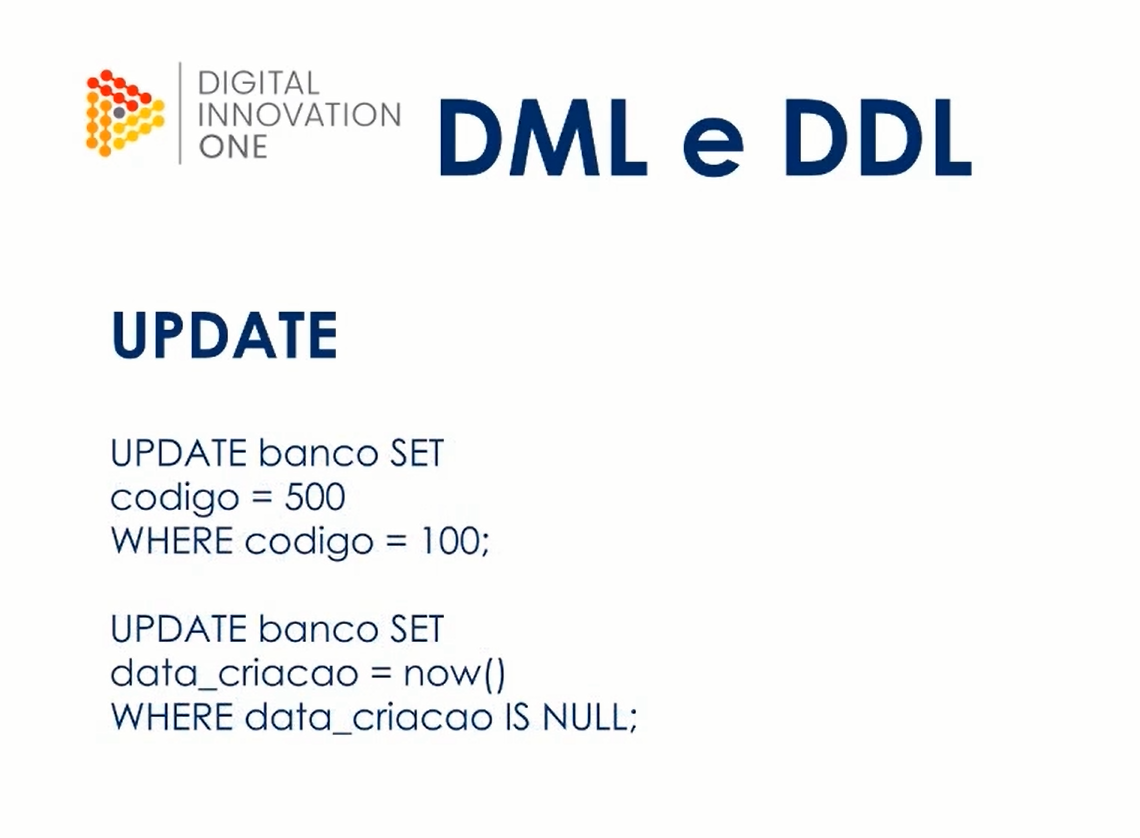 DIGITAL
INNOVATION
ONE
DML e DDL
UPDATE
UPDATE banco SET
codigo = 500
WHERE codigo = 100;
UPDATE banco SET
data_criacao = now()
WHERE data_criacao IS NULL;